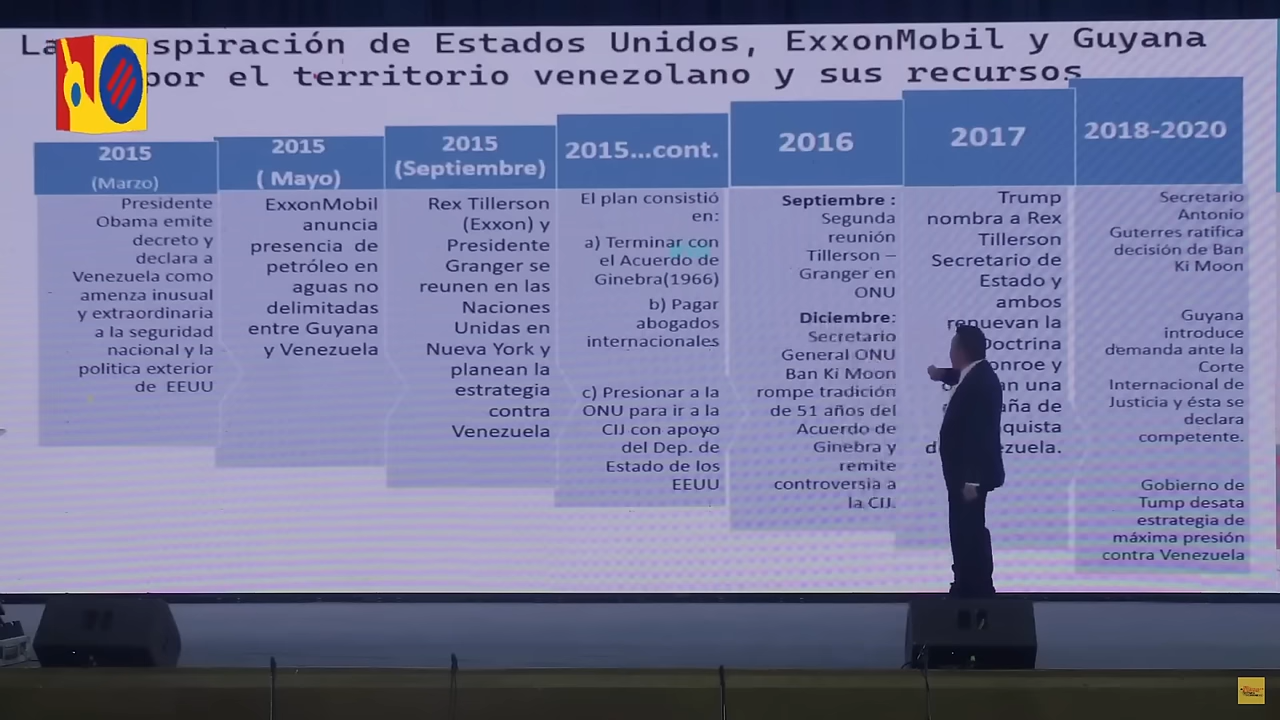 La spiración de Estados Unidos, ExxonMobil y Guyana
por el territorio venezolano y sus recursos
2015
(Marzo)
Presidente
Obama emite
decreto y
declara a
Venezuela como
amenza inusual
y extraordinaria
a la seguridad
nacional y la
política exterior
de EEUU
2015
( Mayo)
ExxonMobil
anuncia
presencia de
petróleo en
aguas no
delimitadas
entre Guyana
y Venezuela
2015
(Septiembre)
Rex Tillerson
(Exxon) y
Presidente
Granger se
reunen en las
Naciones
Unidas en
Nueva York y
planean la
estrategia
contra
Venezuela
2015...cont.
El plan consistió
en:
a) Terminar con
el Acuerdo de
Ginebra(1966)
b) Pagar
abogados
internacionales
c) Presionar a la
ONU para ir a la
CIJ con apoyo
del Dep. de
Estado de los
EEUU
2016
Septiembre :
Segunda
reunión
Tillerson –
Granger en
ONU
Diciembre:
Secretario
General ONU
Ban Ki Moon
rompe tradición
de 51 años del
Acuerdo de
Ginebra y
remite
controversia a
la CIJ.
2017
Trump
nombra a Rex
Tillerson
Secretario de
Estado y
ambos
renuevan la
Doctrina
onroe y
an una
aña de
quista
d zuela.
2018-2020
Secretario
Antonio
Guterres ratifica
decisión de Ban
Ki Moon
Guyana
introduce
demanda ante la
Corte
Internacional de
Justicia y ésta se
declara
competente.
Gobierno de
Tump desata
estrategia de
máxima presión
contra Venezuela